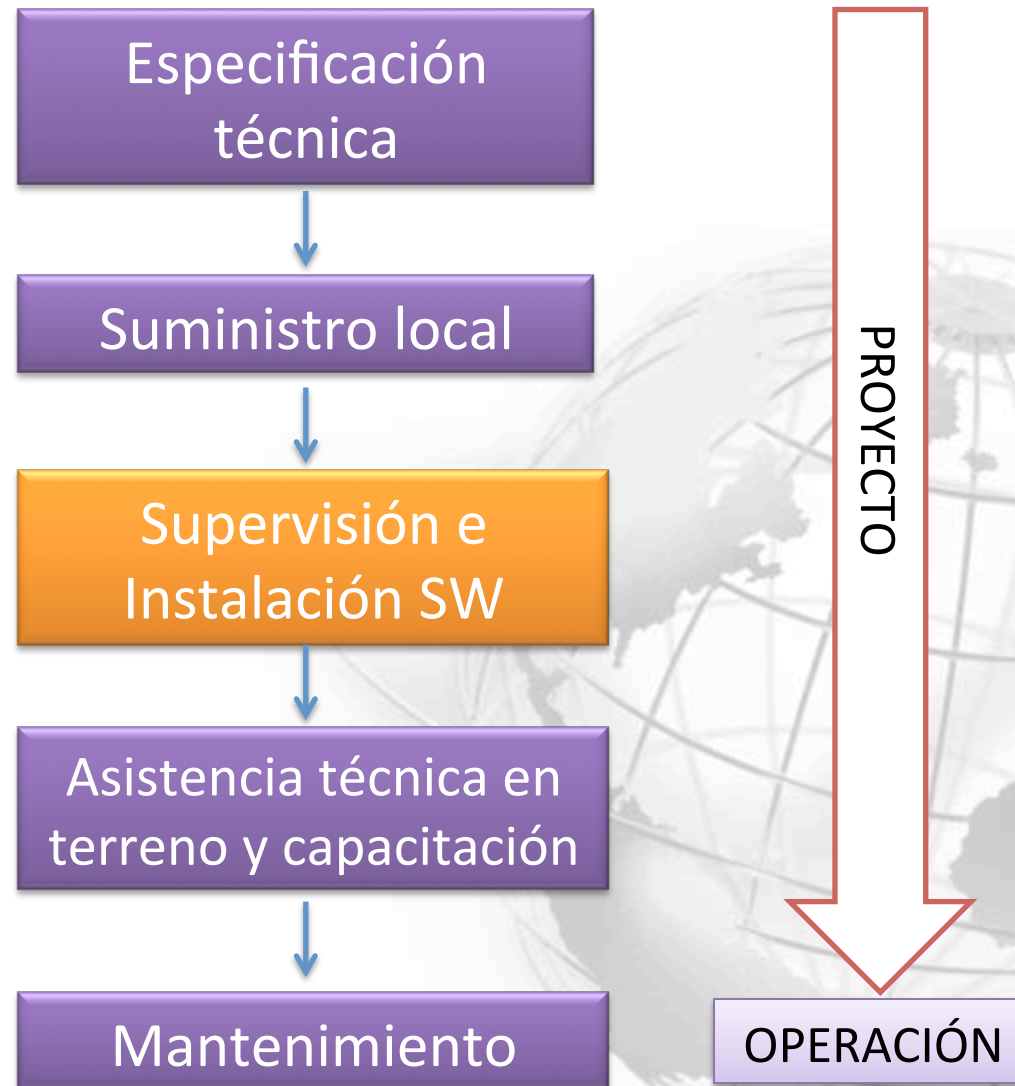 Especificación
técnica
Suministro local
Supervisión e
Instalación SW
Asistencia técnica en
terreno y capacitación
Mantenimiento
PROYECTO
OPERACIÓN